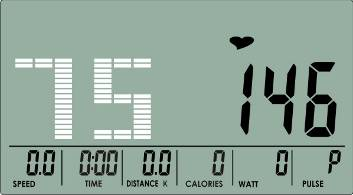 75 146
0.0 0:00 0.0 0 0 P
SPEED TIME DISTANCE K CALORIES WATT PULSE